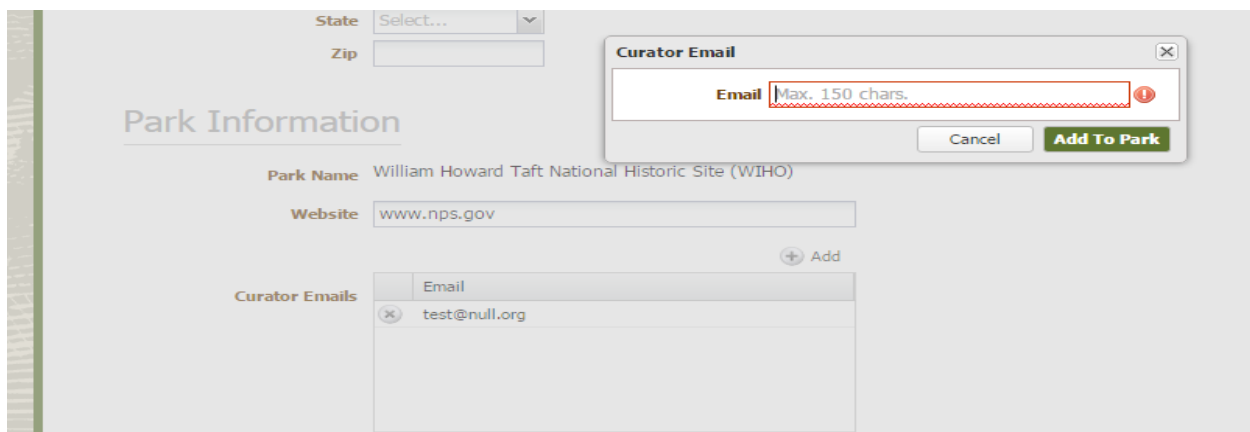 State Select...
Zip
Curator Email
Email Max. 150 chars.
Cancel Add To Park
Park Information
Park Name William Howard Taft National Historic Site (WIHO)
Website www.nps.gov
Add
Curator Emails
Email
test@null.org